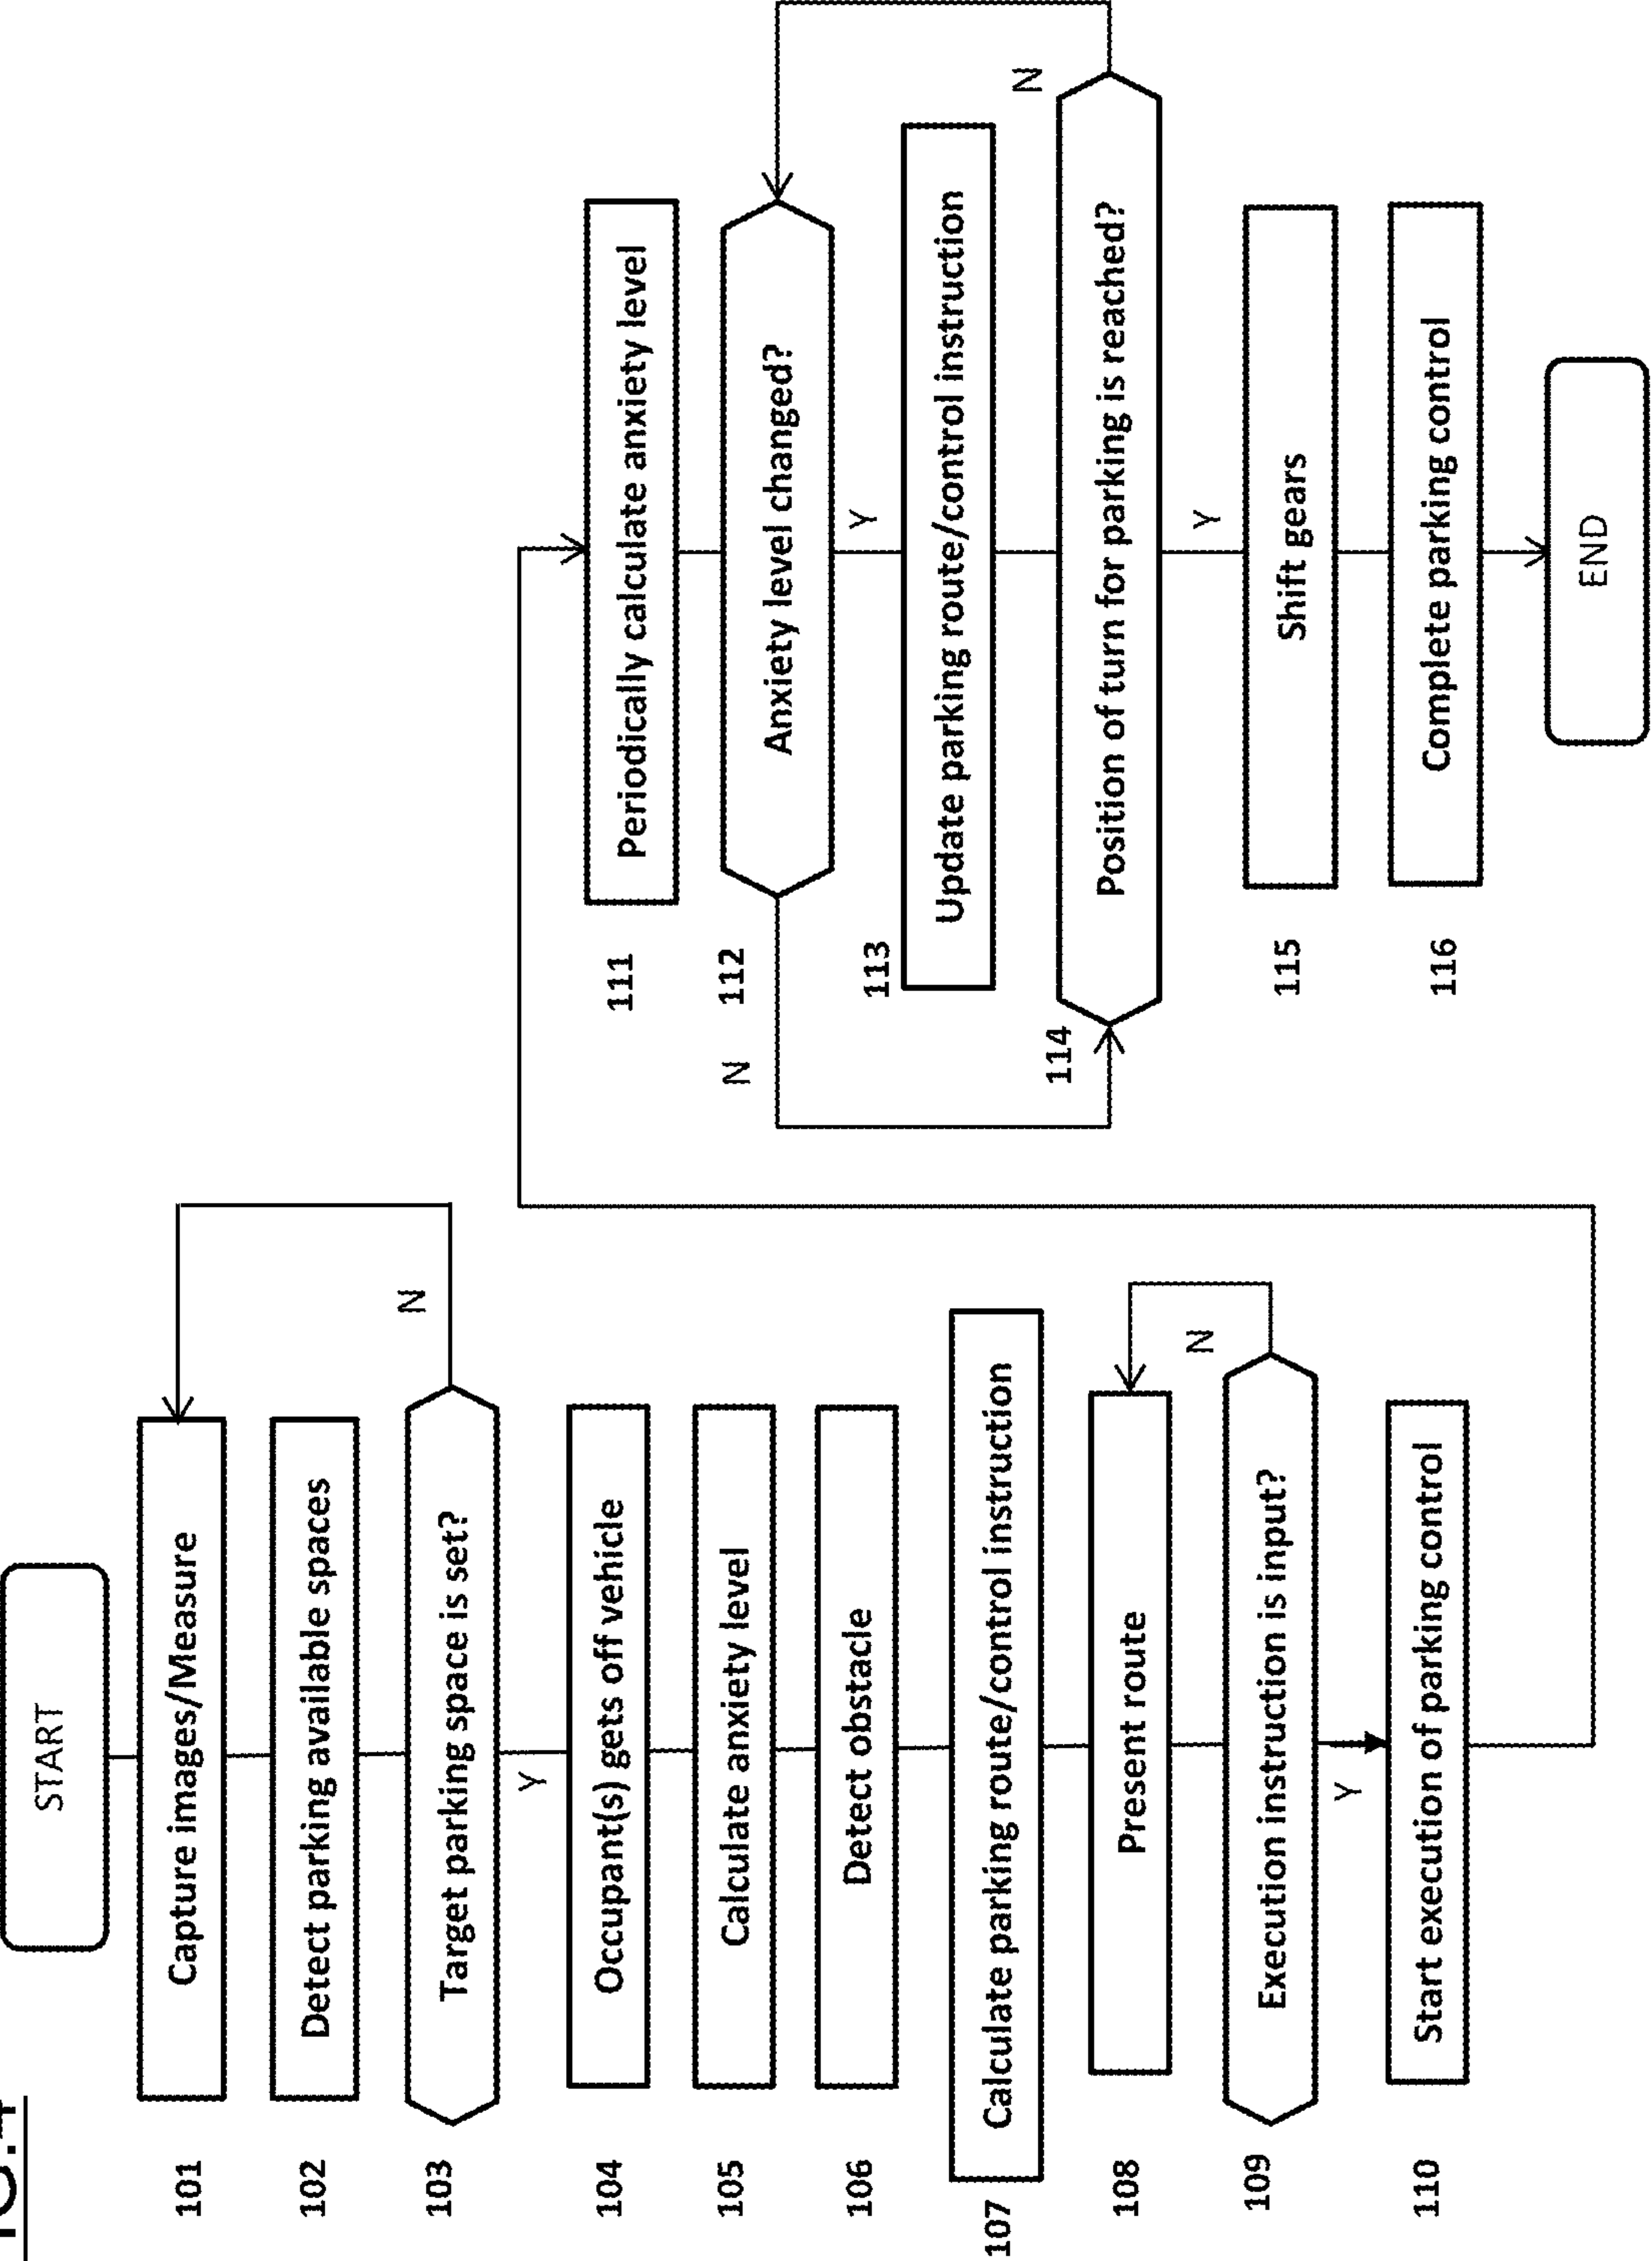 START
101 Capture images/Measure
102 Detect parking available spaces
103 Target parking space is set?
N
Y
104 Occupant(s) gets off vehicle
105 Calculate anxiety level
106 Detect obstacle
107 Calculate parking route/control instruction
108 Present route
N
109 Execution instruction is input?
Y
110 Start execution of parking control
111 Periodically calculate anxiety level
112 Anxiety level changed?
N
Y
113 Update parking route/control instruction
114 Position of turn for parking is reached?
N
Y
115 Shift gears
116 Complete parking control
END